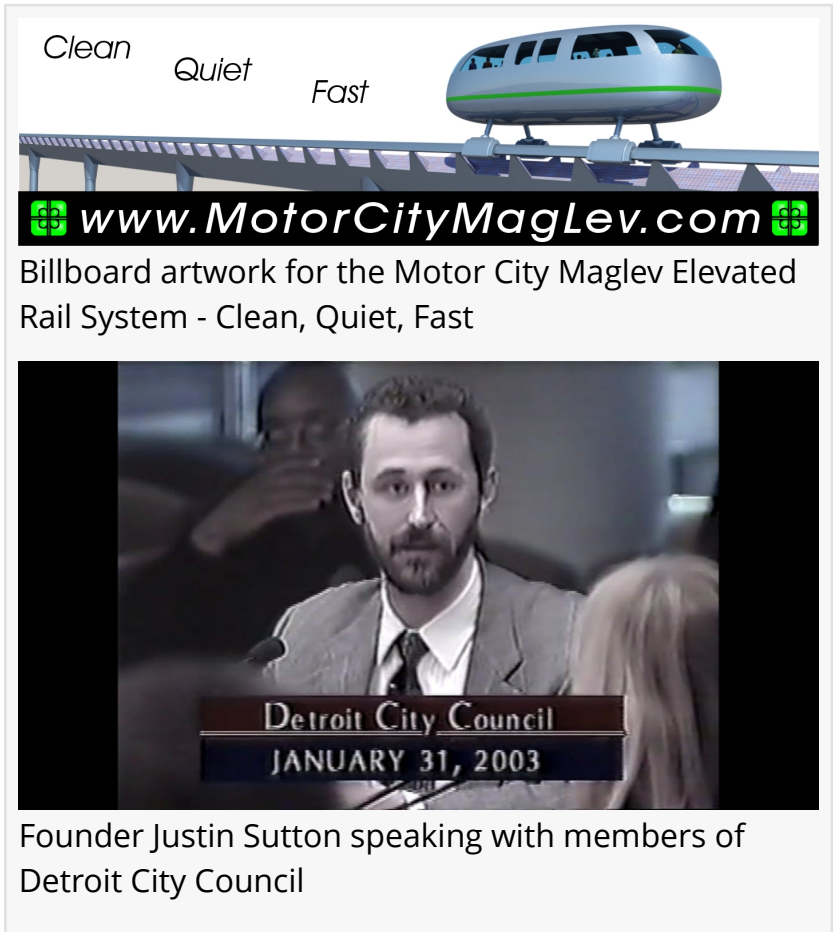 Clean
Quiet
Fast
www.MotorCityMagLev.com
Billboard artwork for the Motor City Maglev Elevated
Rail System - Clean, Quiet, Fast
Detroit City Council
JANUARY 31, 2003
Founder Justin Sutton speaking with members of
Detroit City Council